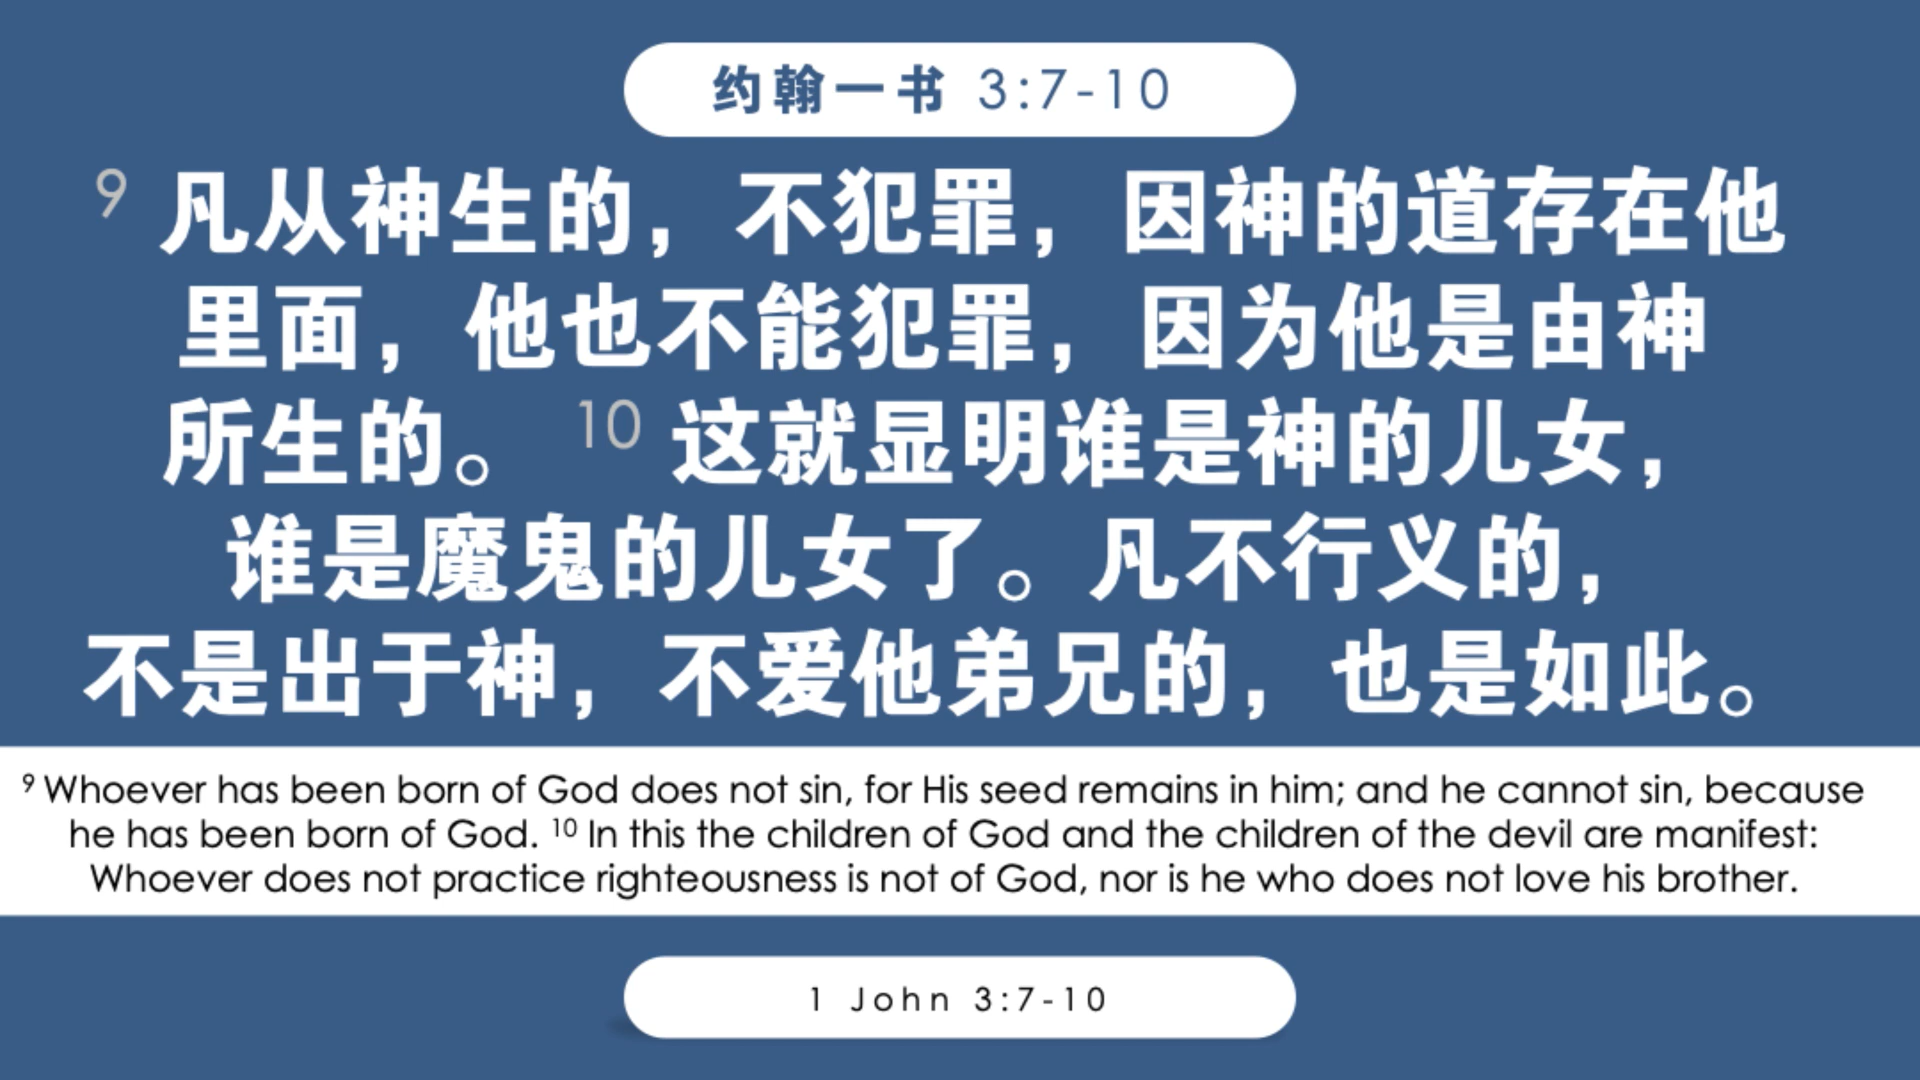 约翰一书 3:7-10
9 凡从神生的，不犯罪，因神的道存在他
里面，他也不能犯罪，因为他是由神
所生的。 10 这就显明谁是神的儿女，
谁是魔鬼的儿女了。凡不行义的，
不是出于神，不爱他弟兄的，也是如此。
9 Whoever has been born of God does not sin, for His seed remains in him; and he cannot sin, because
he has been born of God. 10 In this the children of God and the children of the devil are manifest:
Whoever does not practice righteousness is not of God, nor is he who does not love his brother.
1 John 3:7-10